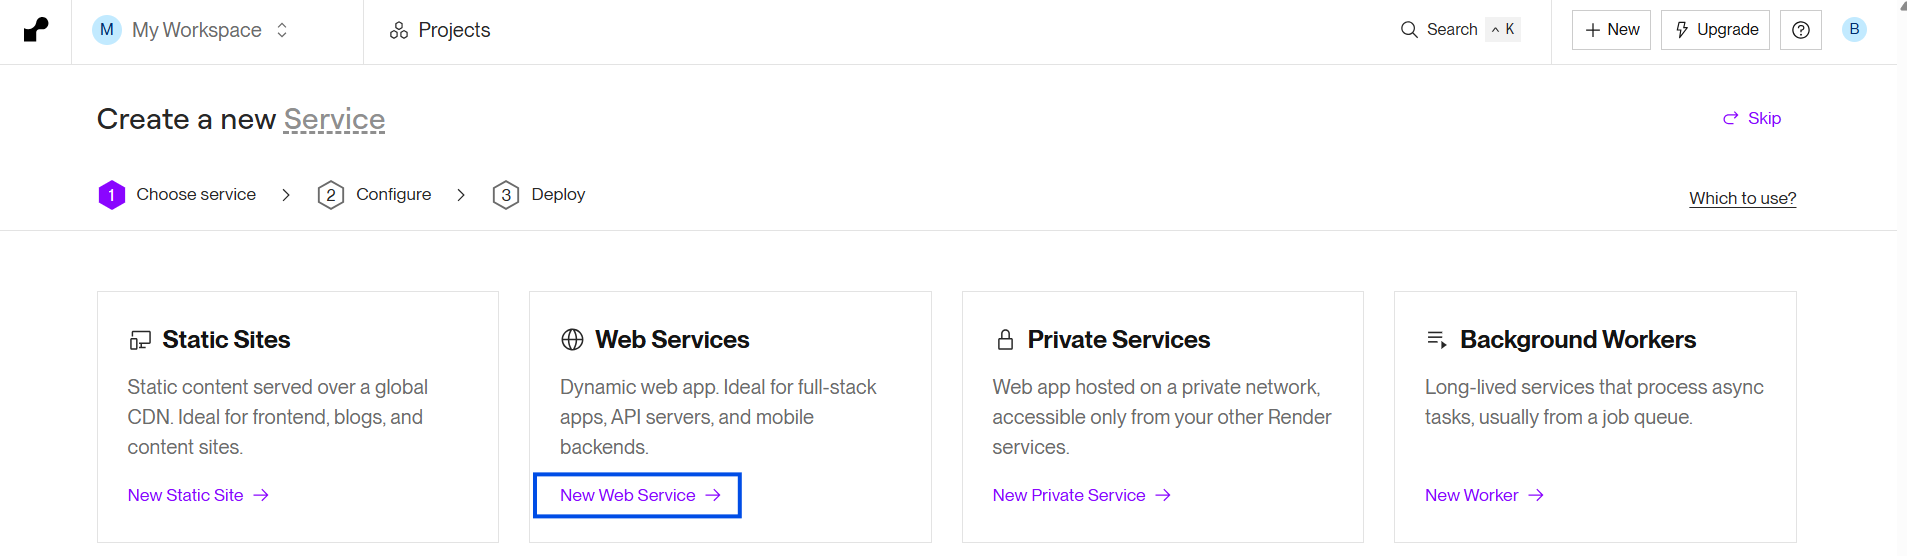 M My Workspace Projects Search ^ K + New Upgrade ? B
Create a new Service
Skip
1 Choose service > 2 Configure > 3 Deploy
Which to use?
Static Sites
Static content served over a global
CDN. Ideal for frontend, blogs, and
content sites.
New Static Site →
Web Services
Dynamic web app. Ideal for full-stack
apps, API servers, and mobile
backends.
New Web Service →
Private Services
Web app hosted on a private network,
accessible only from your other Render
services.
New Private Service →
Background Workers
Long-lived services that process async
tasks, usually from a job queue.
New Worker →